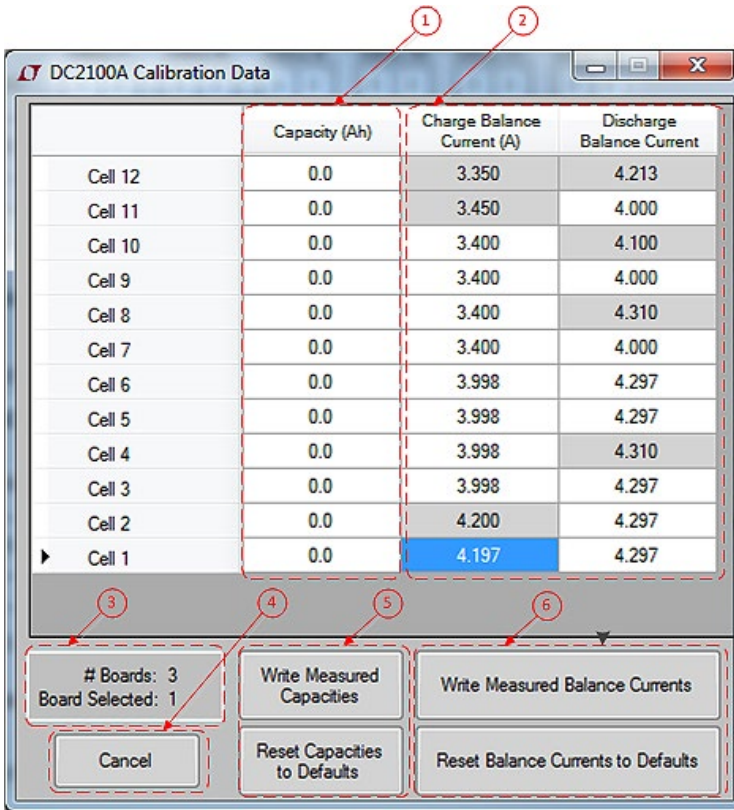 1 2
DC2100A Calibration Data
Capacity (Ah) Charge Balance Current (A) Discharge Balance Current
Cell 12 0.0 3.350 4.213
Cell 11 0.0 3.450 4.000
Cell 10 0.0 3.400 4.100
Cell 9 0.0 3.400 4.000
Cell 8 0.0 3.400 4.310
Cell 7 0.0 3.400 4.000
Cell 6 0.0 3.998 4.297
Cell 5 0.0 3.998 4.297
Cell 4 0.0 3.998 4.310
Cell 3 0.0 3.998 4.297
Cell 2 0.0 4.200 4.297
Cell 1 0.0 4.197 4.297
3 4 5 6
# Boards: 3
Board Selected: 1
Write Measured
Capacities
Write Measured Balance Currents
Cancel
Reset Capacities
to Defaults
Reset Balance Currents to Defaults